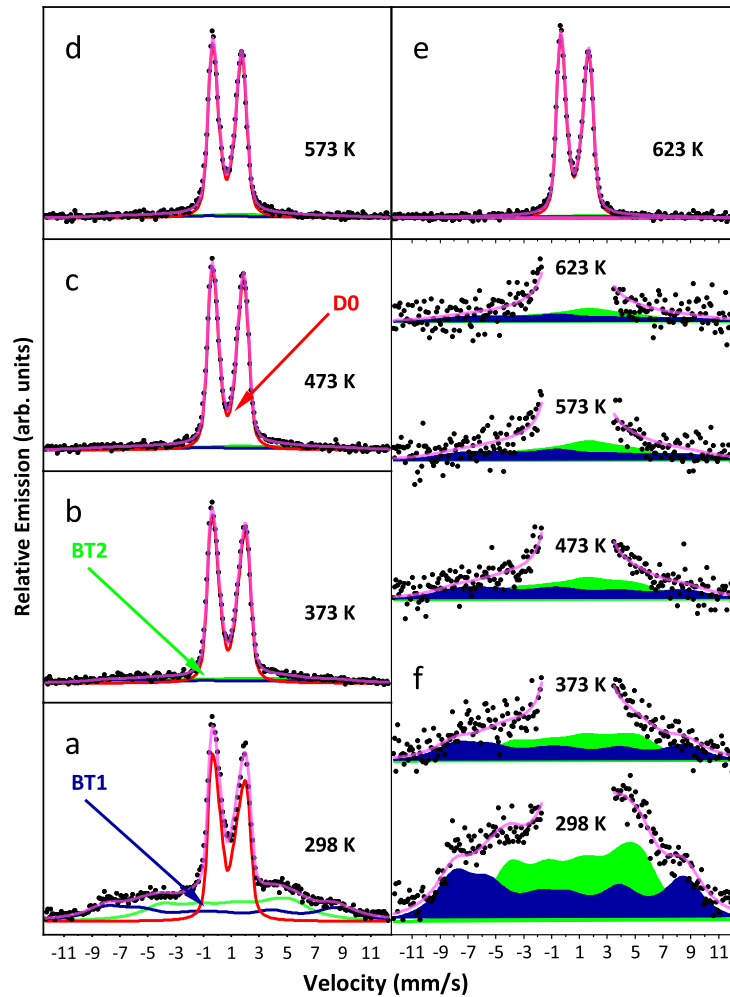 d
573 K
e
623 K
c
D0
473 K
623 K
573 K
473 K
b
BT2
373 K
f
373 K
a
BT1
298 K
298 K
Relative Emission (arb. units)
-11 -9 -7 -5 -3 -1 1 3 5 7 9 11
-11 -9 -7 -5 -3 -1 1 3 5 7 9 11
Velocity (mm/s)